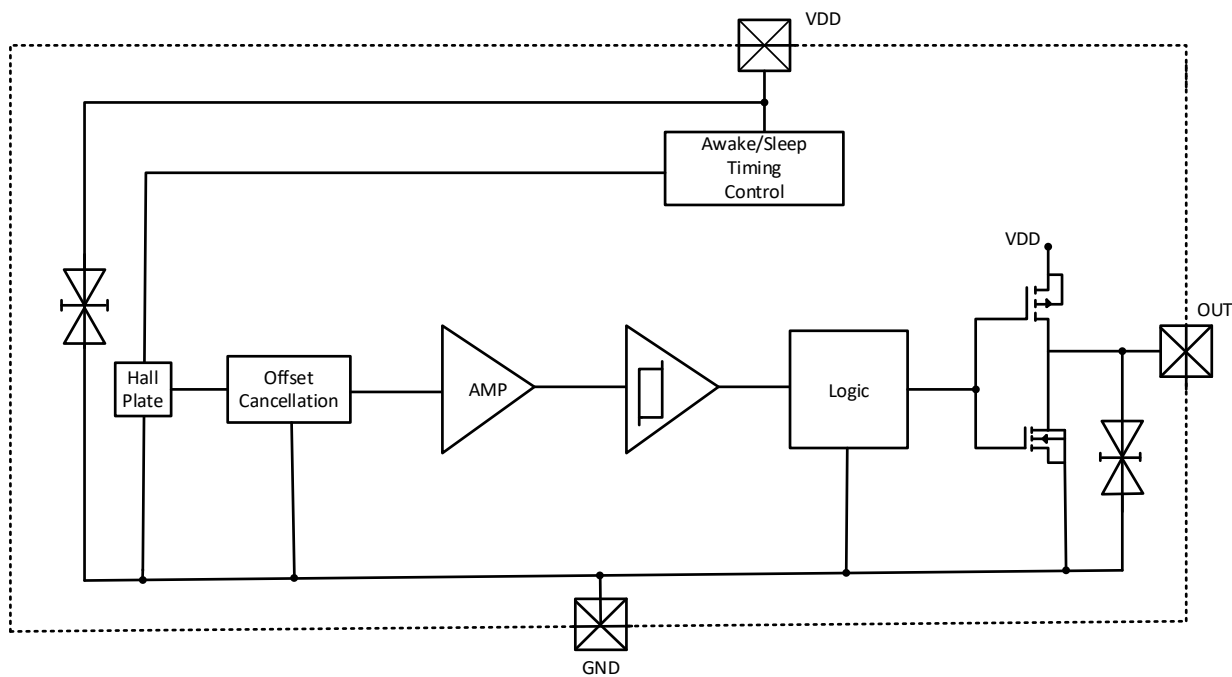 VDD
Awake/Sleep
Timing
Control
VDD
OUT
Hall
Plate
Offset
Cancellation
AMP
Logic
GND